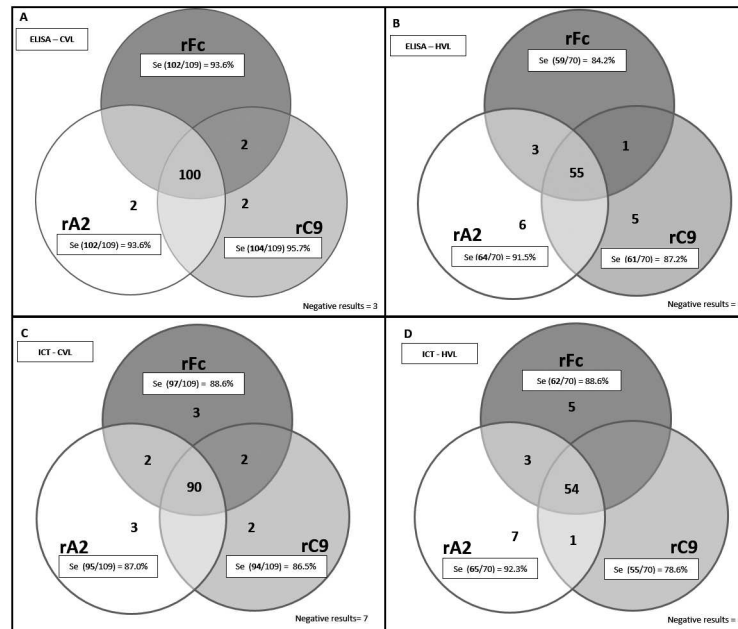 A
ELISA – CVL
rFc
Se (102/109) = 93.6%
2
100
2
2
rA2
rC9
Se (102/109) = 93.6%
Se (104/109) 95.7%
Negative results = 3
B
ELISA – HVL
rFc
Se (59/70) = 84.2%
3
1
55
6
5
rA2
rC9
Se (64/70) = 91.5%
Se (61/70) = 87.2%
Negative results =
C
ICT - CVL
rFc
Se (97/109) = 88.6%
3
2
2
90
3
2
rA2
rC9
Se (95/109) = 87.0%
Se (94/109) = 86.5%
Negative results= 7
D
ICT - HVL
rFc
Se (62/70) = 88.6%
5
3
54
7
1
rA2
rC9
Se (65/70) = 92.3%
Se (55/70) = 78.6%
Negative results =